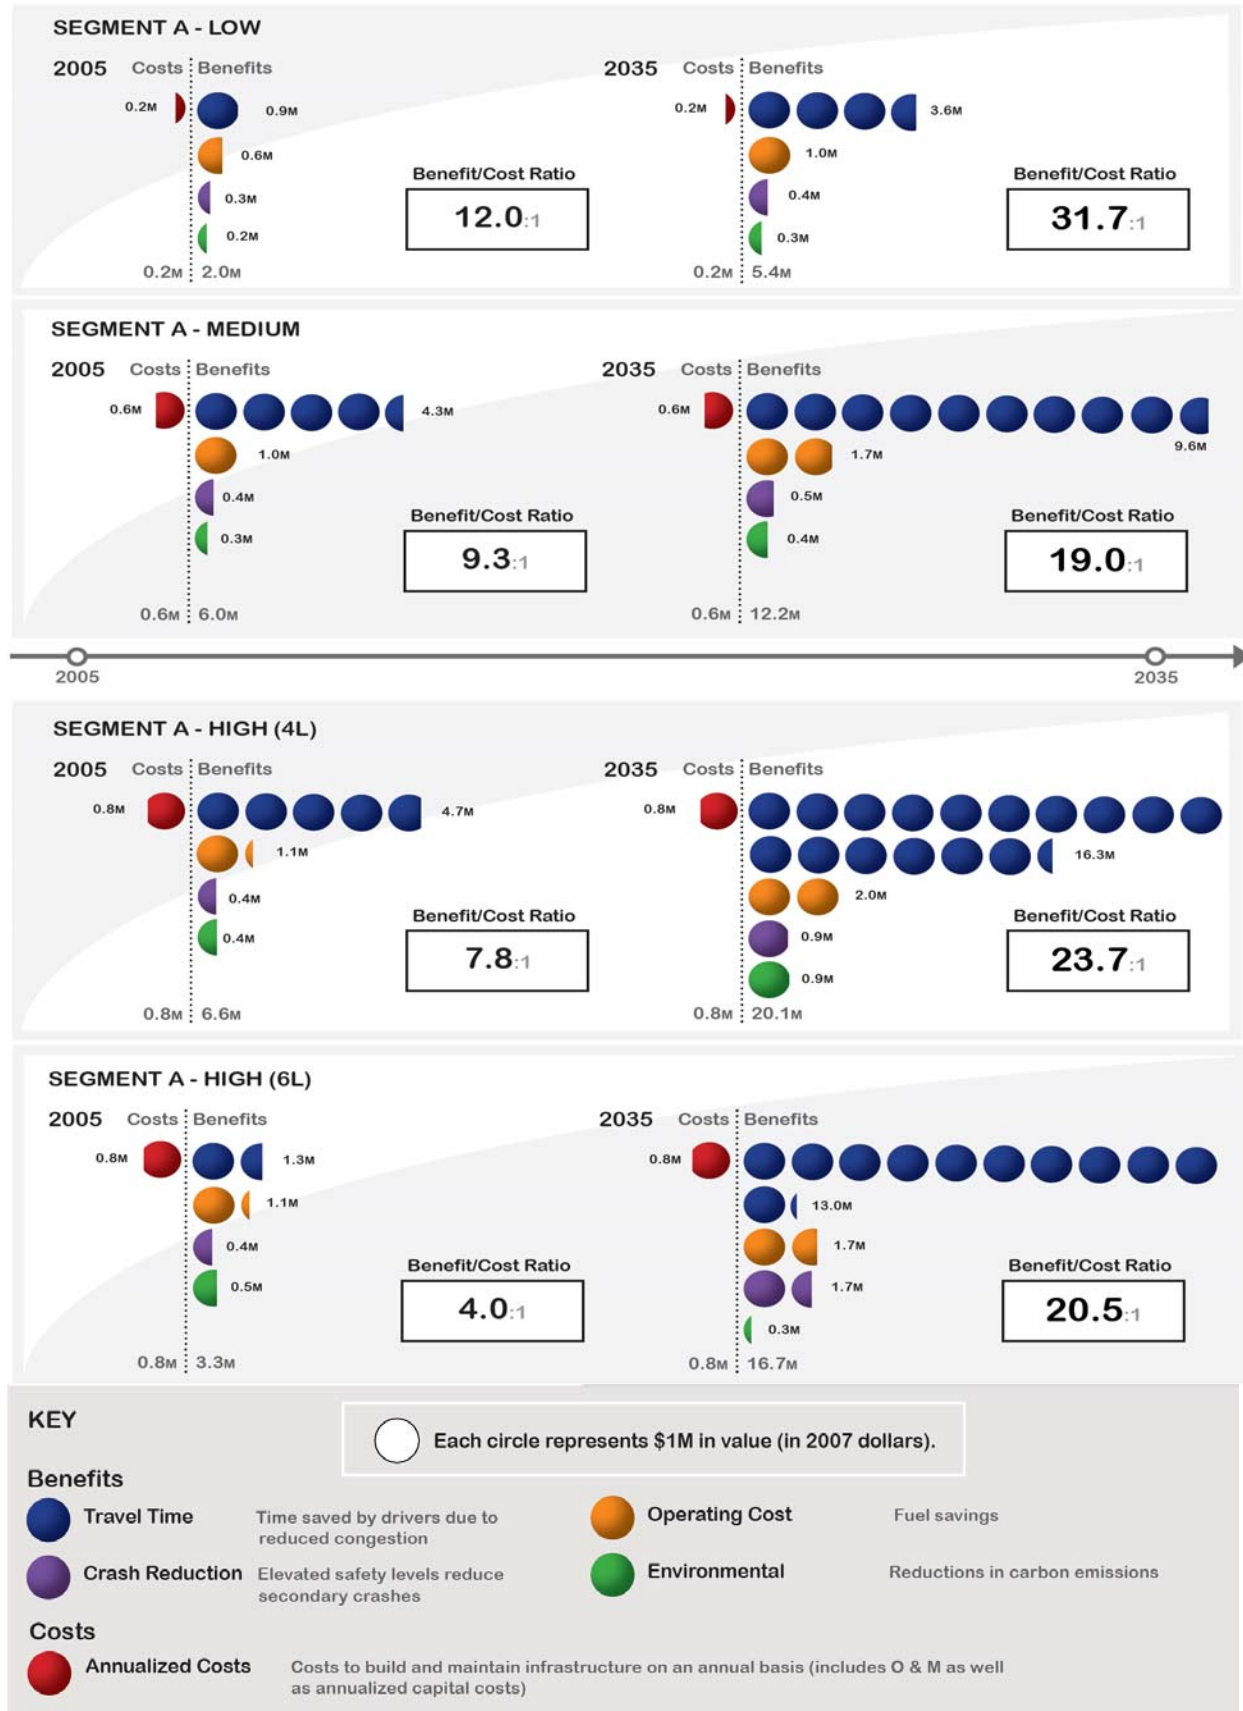 SEGMENT A - LOW
2005 Costs Benefits
0.2M 0.9M
0.6M
0.3M
0.2M
0.2M 2.0M
Benefit/Cost Ratio
12.0:1
2035 Costs Benefits
0.2M 3.6M
1.0M
0.4M
0.3M
0.2M 5.4M
Benefit/Cost Ratio
31.7:1
SEGMENT A - MEDIUM
2005 Costs Benefits
0.6M 4.3M
1.0M
0.4M
0.3M
0.6M 6.0M
Benefit/Cost Ratio
9.3:1
2035 Costs Benefits
0.6M 9.6M
1.7M
0.5M
0.4M
0.6M 12.2M
Benefit/Cost Ratio
19.0:1
2005 2035
SEGMENT A - HIGH (4L)
2005 Costs Benefits
0.8M 4.7M
1.1M
0.4M
0.4M
0.8M 6.6M
Benefit/Cost Ratio
7.8:1
2035 Costs Benefits
0.8M
16.3M
2.0M
0.9M
0.9M
0.8M 20.1M
Benefit/Cost Ratio
23.7:1
SEGMENT A - HIGH (6L)
2005 Costs Benefits
0.8M 1.3M
1.1M
0.4M
0.5M
0.8M 3.3M
Benefit/Cost Ratio
4.0:1
2035 Costs Benefits
0.8M
13.0M
1.7M
1.7M
0.3M
0.8M 16.7M
Benefit/Cost Ratio
20.5:1
KEY
Each circle represents $1M in value (in 2007 dollars).
Benefits
Travel Time Time saved by drivers due to
reduced congestion
Operating Cost Fuel savings
Crash Reduction Elevated safety levels reduce
secondary crashes
Environmental Reductions in carbon emissions
Costs
Annualized Costs Costs to build and maintain infrastructure on an annual basis (includes O & M as well
as annualized capital costs)